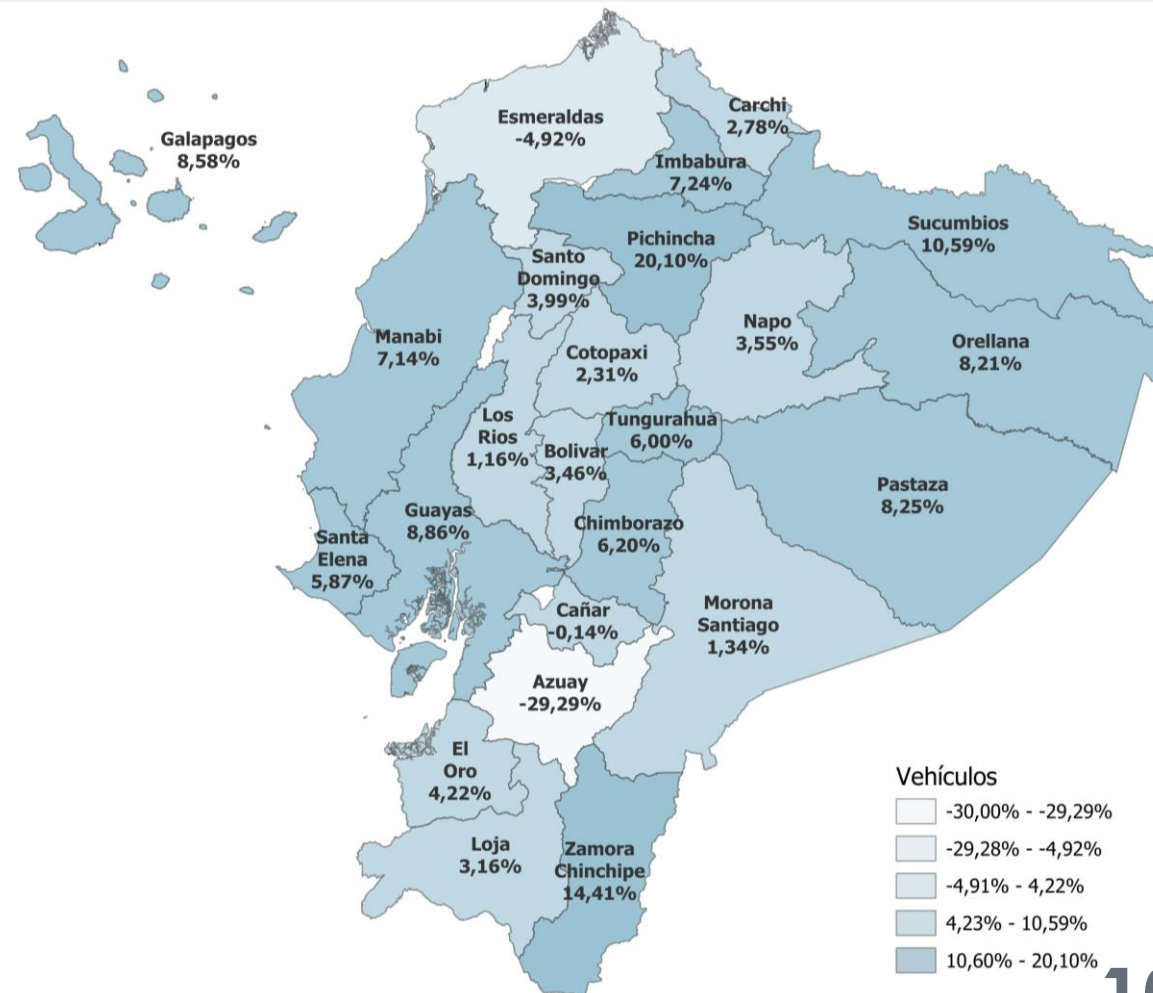 Galapagos
8,58%
Esmeraldas
-4,92%
Carchi
2,78%
Imbabura
7,24%
Sucumbios
10,59%
Pichincha
20,10%
Santo
Domingo
3,99%
Manabi
7,14%
Napo
3,55%
Orellana
8,21%
Cotopaxi
2,31%
Los
Rios
1,16%
Tungurahua
6,00%
Bolivar
3,46%
Pastaza
8,25%
Guayas
8,86%
Santa
Elena
5,87%
Chimborazo
6,20%
Cañar
-0,14%
Morona
Santiago
1,34%
Azuay
-29,29%
El
Oro
4,22%
Loja
3,16%
Zamora
Chinchipe
14,41%
Vehículos
-30,00% - -29,29%
-29,28% - -4,92%
-4,91% - 4,22%
4,23% - 10,59%
10,60% - 20,10%